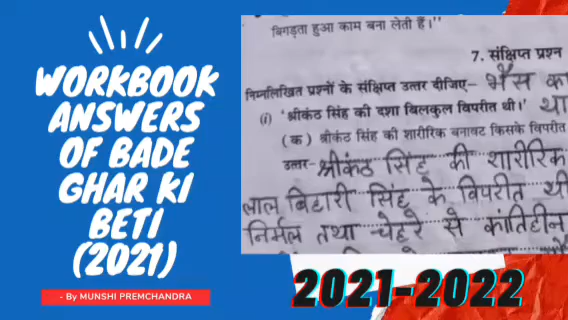 WORKBOOK
ANSWERS
OF BADE
GHAR KI
BETI
(2021)
- By MUNSHI PREMCHANDRA
बिगड़ता हुआ काम बना लेती हैं।"
7. संक्षिप्त प्रश्न
निम्नलिखित प्रश्नों के संक्षिप्त उत्तर दीजिए- भैंस का
(i) 'श्रीकंठ सिंह की दशा बिलकुल विपरीत थी।' था
(क) श्रीकंठ सिंह की शारीरिक बनावट किसके विपरीत
उत्तर- श्रीकंठ सिंह की शारीरिक
लाल बिहारी सिंह के विपरीत थी
निर्मल तथा चेहरे से कांतिहीन
2021-2022